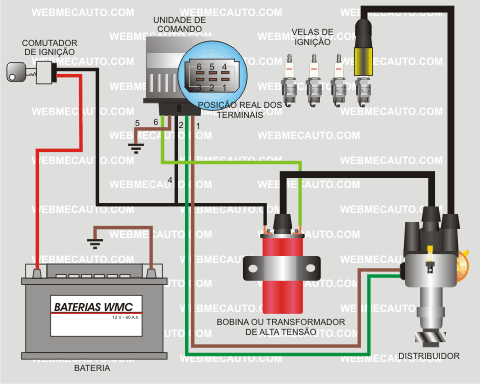 WEBMECAUTO.COM WEBMECAUTO.COM WEBMECAUTO.COM WEBMECAUTO.COM
UNIDADE DE
COMANDO
VELAS DE
IGNIÇÃO
COMUTADOR
DE IGNIÇÃO
6 5 4
3 2 1
POSIÇÃO REAL DOS
TERMINAIS
5 6 2 1
4
BATERIAS WMC
12 V - 60 A.h
BATERIA
BOBINA OU TRANSFORMADOR
DE ALTA TENSÃO
DISTRIBUIDOR